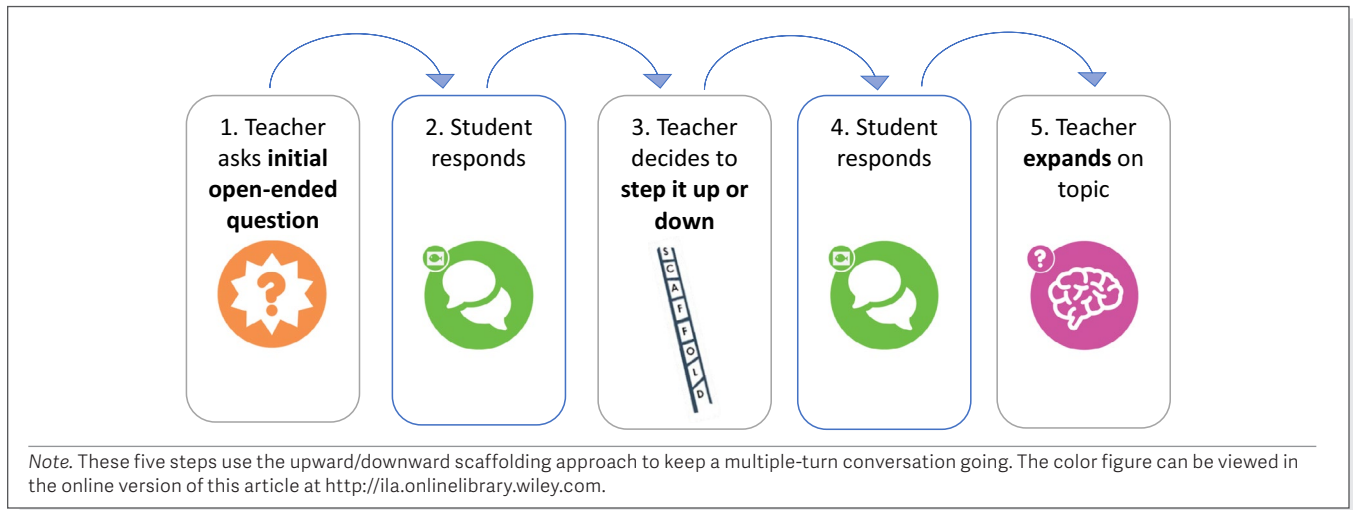 1. Teacher
asks initial
open-ended
question
?
2. Student
responds
3. Teacher
decides to
step it up or
down
S
C
A
F
F
O
L
D
4. Student
responds
5. Teacher
expands on
topic
?
Note. These five steps use the upward/downward scaffolding approach to keep a multiple-turn conversation going. The color figure can be viewed in
the online version of this article at http://ila.onlinelibrary.wiley.com.